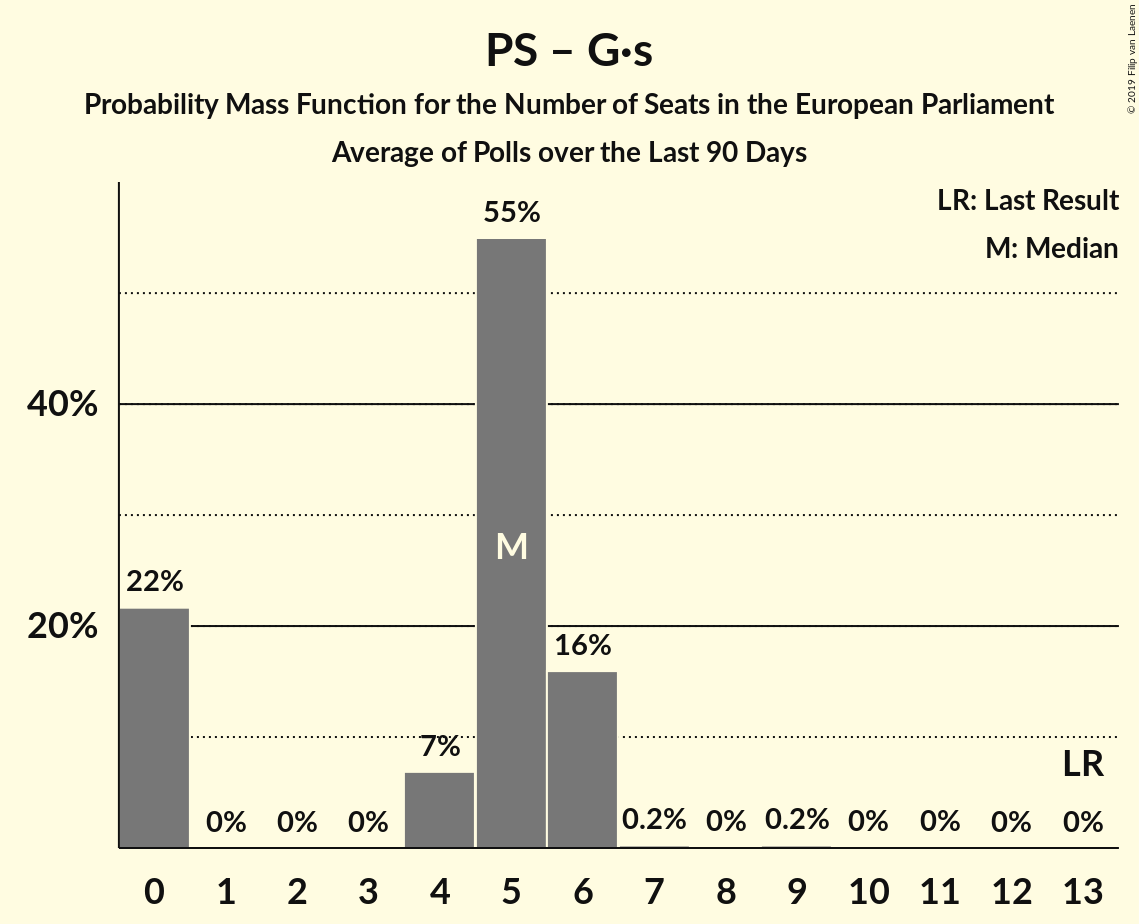 PS – G•s
Probability Mass Function for the Number of Seats in the European Parliament
Average of Polls over the Last 90 Days
© 2019 Filip van Laenen
LR: Last Result
M: Median
55%
40%
M
22%
20%
16%
7%
LR
0% 0% 0% 0.2% 0% 0.2% 0% 0% 0% 0%
0 1 2 3 4 5 6 7 8 9 10 11 12 13